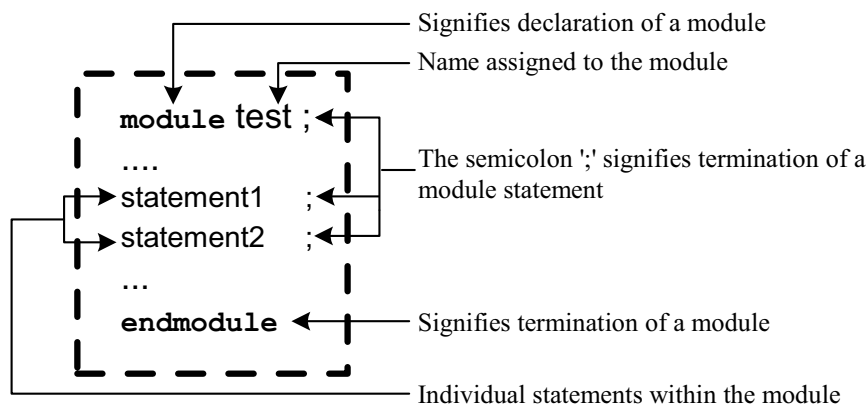 Signifies declaration of a module
Name assigned to the module
module test ;
....
The semicolon ';' signifies termination of a
module statement
statement1 ;
statement2 ;
...
endmodule
Signifies termination of a module
Individual statements within the module